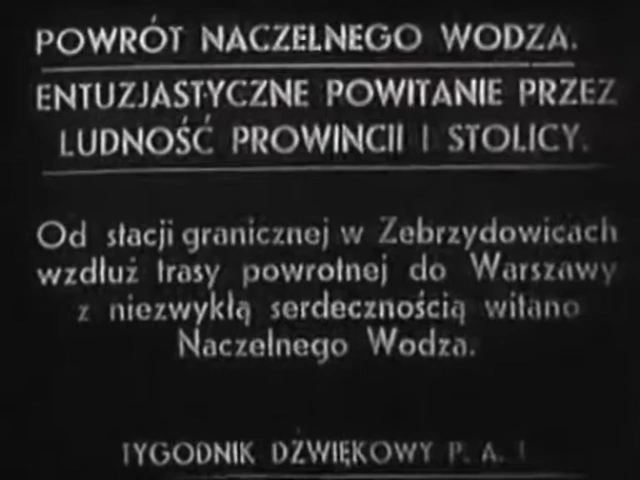 POWRÓT NACZELNEGO WODZA.
ENTUZJASTYCZNE POWITANIE PRZEZ
LUDNOŚĆ PROWINCII I STOLICY.
Od stacji granicznej w Zebrzydowicach
wzdłuż trasy powrotnej do Warszawy
z niezwykłą serdecznością witano
Naczelnego Wodza.
TYGODNIK DŹWIĘKOWY P. A. T